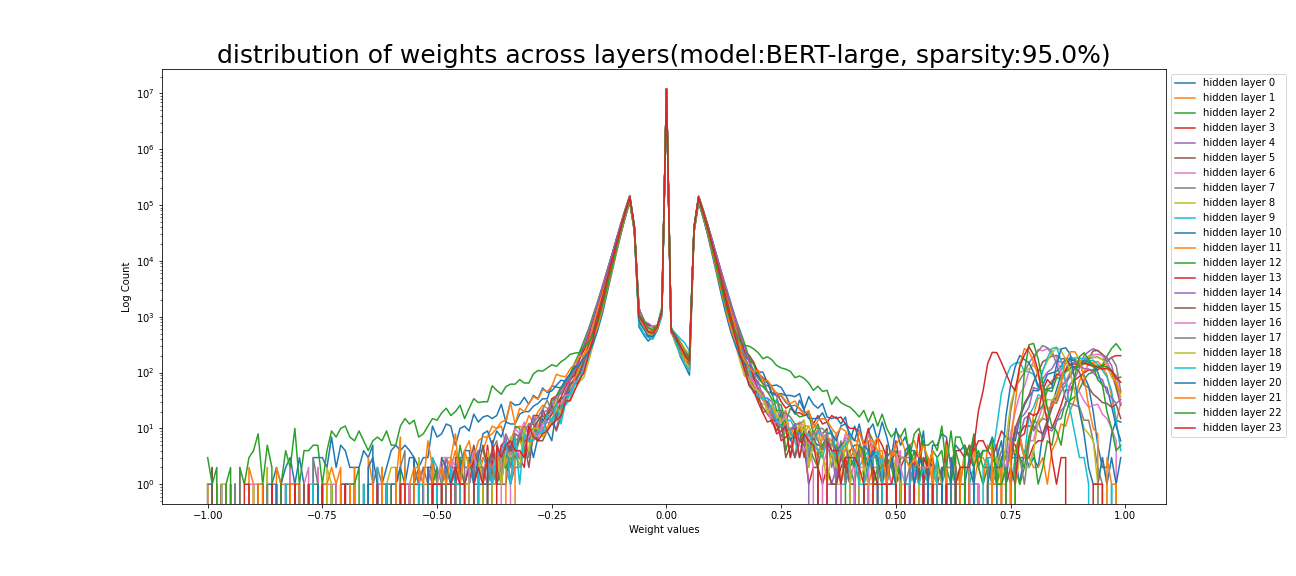 distribution of weights across layers(model:BERT-large, sparsity:95.0%)
Log Count
10⁷
10⁶
10⁵
10⁴
10³
10²
10¹
10⁰
−1.00
−0.75
−0.50
−0.25
0.00
0.25
0.50
0.75
1.00
Weight values
hidden layer 0
hidden layer 1
hidden layer 2
hidden layer 3
hidden layer 4
hidden layer 5
hidden layer 6
hidden layer 7
hidden layer 8
hidden layer 9
hidden layer 10
hidden layer 11
hidden layer 12
hidden layer 13
hidden layer 14
hidden layer 15
hidden layer 16
hidden layer 17
hidden layer 18
hidden layer 19
hidden layer 20
hidden layer 21
hidden layer 22
hidden layer 23